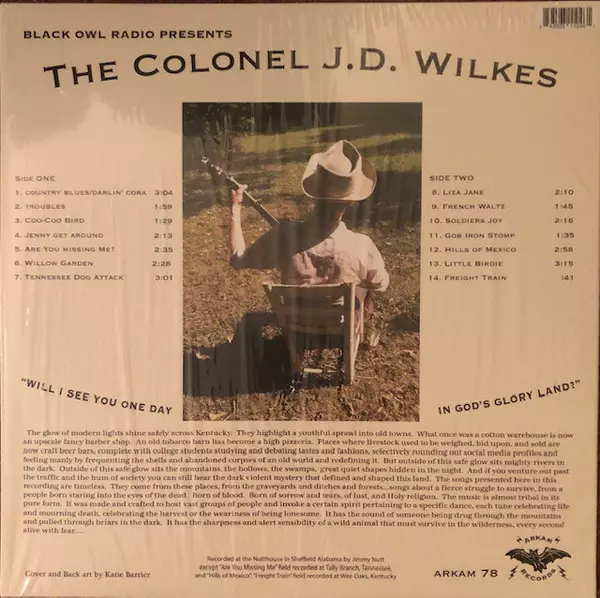 BLACK OWL RADIO PRESENTS
THE COLONEL J.D. WILKES
SIDE ONE
1. COUNTRY BLUES/DARLIN' CORA 3:04
2. TROUBLES 1:59
3. COO-COO BIRD 1:29
4. JENNY GET AROUND 2:13
5. ARE YOU MISSING ME? 2:35
6. WILLOW GARDEN 2:28
7. TENNESSEE DOG ATTACK 3:01
SIDE TWO
8. LIZA JANE 2:10
9. FRENCH WALTZ 1:45
10. SOLDIERS JOY 2:16
11. GOB IRON STOMP 1:35
12. HILLS OF MEXICO 2:58
13. LITTLE BIRDIE 3:15
14. FREIGHT TRAIN :41
"WILL I SEE YOU ONE DAY
IN GOD'S GLORY LAND?"
The glow of modern lights shine safely across Kentucky. They highlight a youthful sprawl into old towns. What once was a cotton warehouse is now
an upscale fancy barber shop. An old tobacco barn has become a high pizzeria. Places where livestock used to be weighed, bid upon, and sold are
now craft beer bars, complete with college students studying and debating tastes and fashions, selectively rounding out social media profiles and
feeling manly by frequenting the shells and abandoned corpses of an old world and redefining it. But outside of this safe glow sits mighty rivers in
the dark. Outside of this safe glow sits the mountains, the hollows, the swamps, great quiet shapes hidden in the night. And if you venture out past
the traffic and the hum of society you can still hear the dark violent mystery that defined and shaped this land. The songs presented here in this
recording are timeless. They come from these places, from the graveyards and ditches and forests...songs about a fierce struggle to survive, from a
people born staring into the eyes of the dead. Born of blood. Born of sorrow and tears, of lust, and Holy religion. The music is almost tribal in its
pure form. It was made and crafted to host vast groups of people and invoke a certain spirit pertaining to a specific dance, each tune celebrating life
and mourning death, celebrating the harvest or the weariness of being lonesome. It has the sound of someone being drug through the mountains
and pulled through briars in the dark. It has the sharpness and alert sensibility of a wild animal that must survive in the wilderness, every second
alive with fear....
Recorded at the Nutthouse in Sheffield Alabama by Jimmy Nutt
except "Are You Missing Me" field recorded at Tally Branch, Tennessee,
and "Hills of Mexico", "Freight Train" field recorded at Wee Oaks, Kentucky
Cover and Back art by Katie Barrier
ARKAM 78
ARKAM
RECORDS